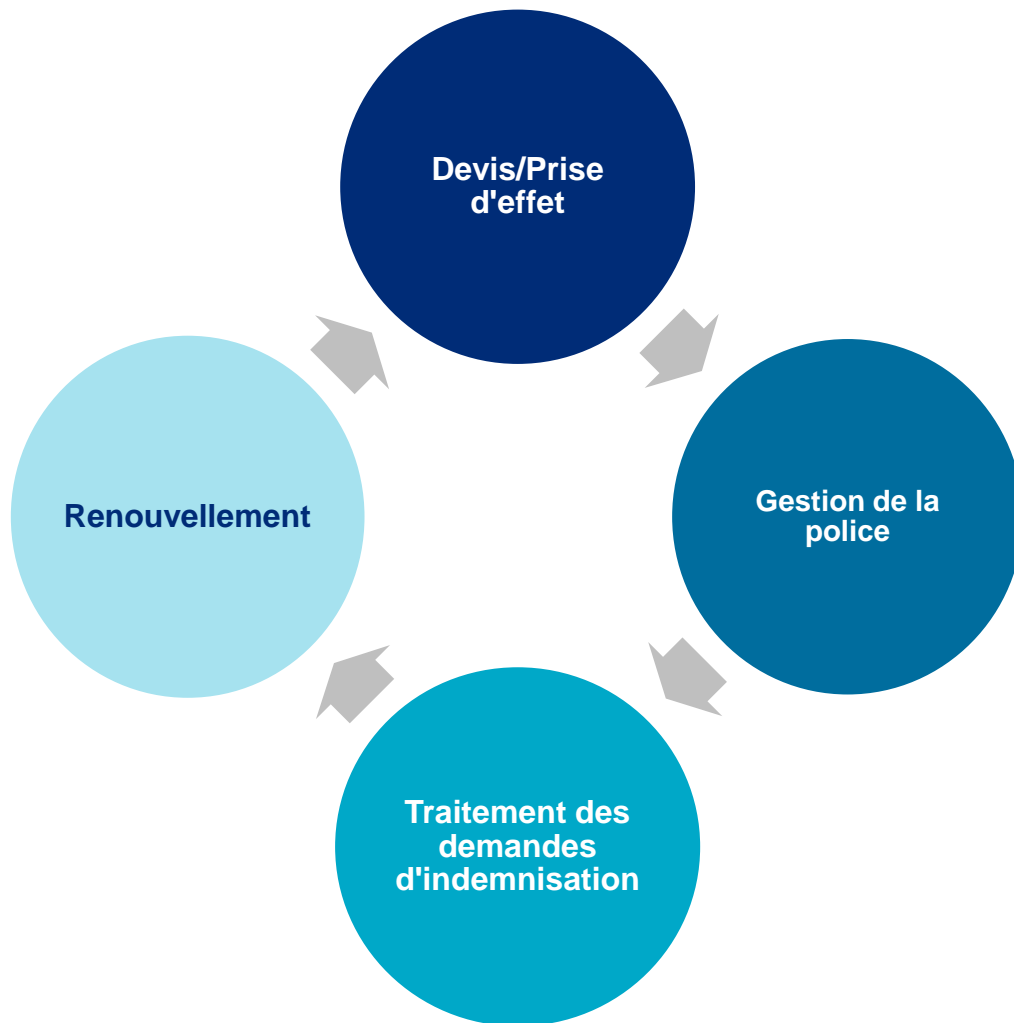 Devis/Prise
d'effet
Renouvellement
Gestion de la
police
Traitement des
demandes
d'indemnisation